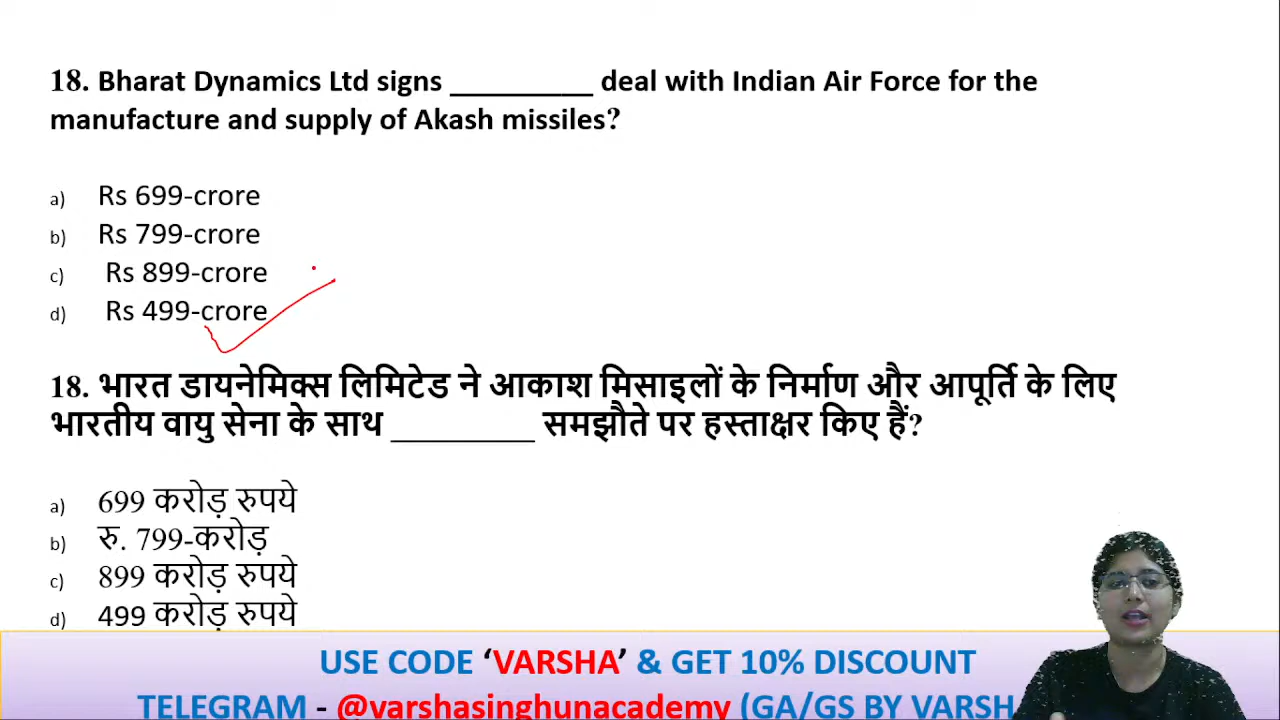 18. Bharat Dynamics Ltd signs _________ deal with Indian Air Force for the
manufacture and supply of Akash missiles?
a) Rs 699-crore
b) Rs 799-crore
c) Rs 899-crore
d) Rs 499-crore
18. भारत डायनेमिक्स लिमिटेड ने आकाश मिसाइलों के निर्माण और आपूर्ति के लिए
भारतीय वायु सेना के साथ _________ समझौते पर हस्ताक्षर किए हैं?
a) 699 करोड़ रुपये
b) रु. 799-करोड़
c) 899 करोड़ रुपये
d) 499 करोड़ रुपये
USE CODE ‘VARSHA’ & GET 10% DISCOUNT
TELEGRAM - @varshasinghunacademy (GA/GS BY VARSH